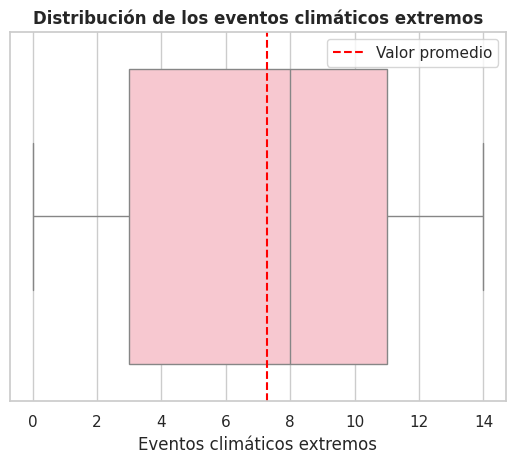 Distribución de los eventos climáticos extremos
Valor promedio
0 2 4 6 8 10 12 14
Eventos climáticos extremos